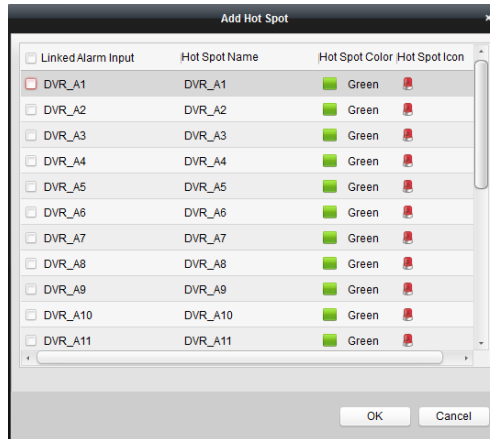 Add Hot Spot
Linked Alarm Input Hot Spot Name Hot Spot Color Hot Spot Icon
DVR_A1 DVR_A1 Green
DVR_A2 DVR_A2 Green
DVR_A3 DVR_A3 Green
DVR_A4 DVR_A4 Green
DVR_A5 DVR_A5 Green
DVR_A6 DVR_A6 Green
DVR_A7 DVR_A7 Green
DVR_A8 DVR_A8 Green
DVR_A9 DVR_A9 Green
DVR_A10 DVR_A10 Green
DVR_A11 DVR_A11 Green
OK Cancel